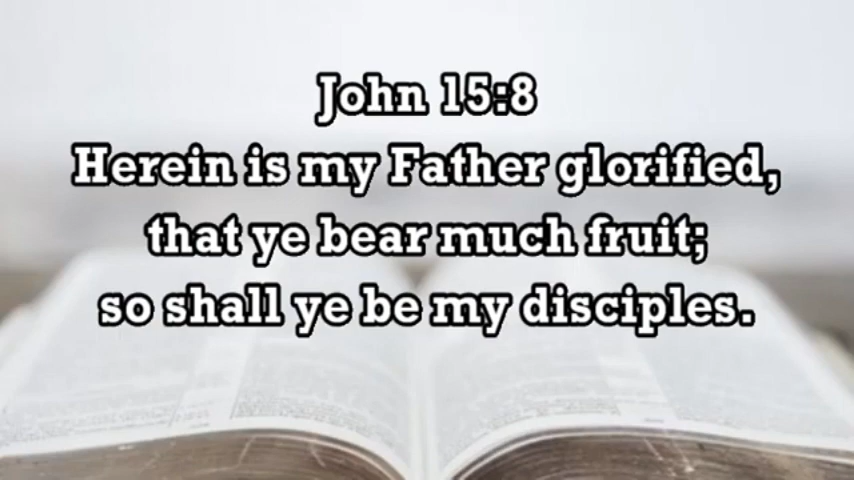 John 15:8
Herein is my Father glorified,
that ye bear much fruit;
so shall ye be my disciples.